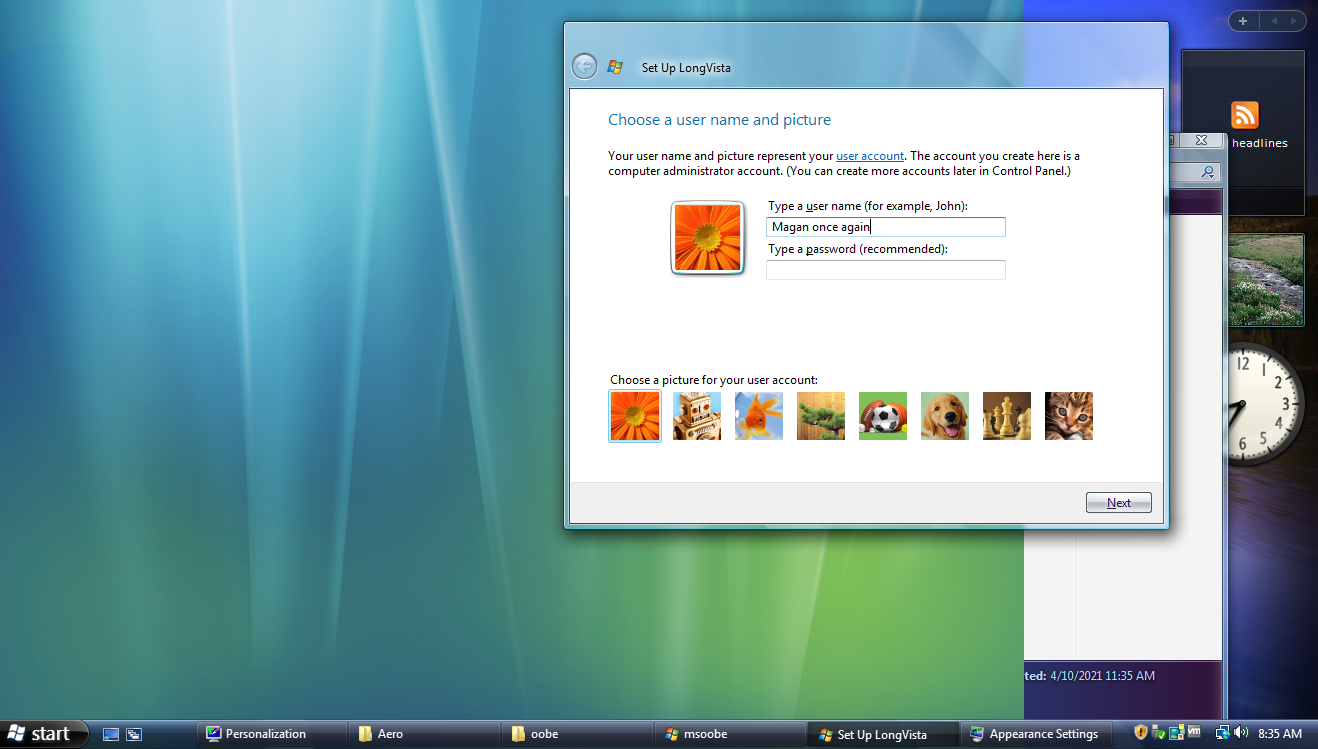 Set Up LongVista
Choose a user name and picture
Your user name and picture represent your user account. The account you create here is a
computer administrator account. (You can create more accounts later in Control Panel.)
Type a user name (for example, John):
Magan once again
Type a password (recommended):
Choose a picture for your user account:
Next
headlines
12
1
2
3
4
5
6
ted: 4/10/2021 11:35 AM
start
Personalization
Aero
oobe
msoobe
Set Up LongVista
Appearance Settings
8:35 AM